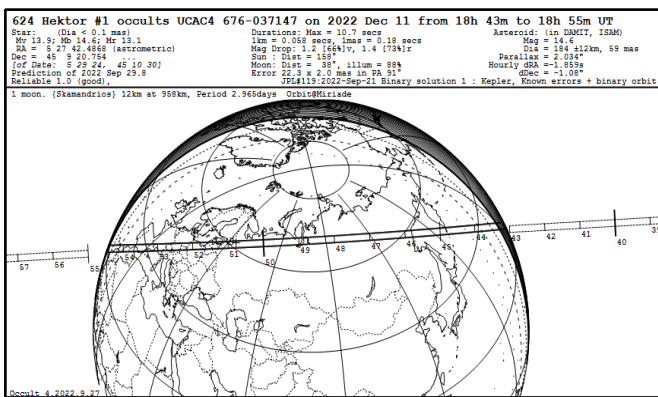 624 Hektor #1 occults UCAC4 676-037147 on 2022 Dec 11 from 18h 43m to 18h 55m UT
Star: (Dia < 0.1 mas) Durations: Max = 10.7 secs Asteroid: (in DAMIT, ISAM)
Mv 13.9; Mb 14.6; Mr 13.1 1km = 0.058 secs, 1mas = 0.18 secs Mag = 14.6
RA = 5 27 42.4868 (astrometric) Mag Drop: 1.2 [66%]v, 1.4 [73%]r Dia = 184 ±12km, 59 mas
Dec = 45 9 20.754 ... Sun : Dist = 158° Parallax = 2.034"
[of Date: 5 29 24, 45 10 30] Moon: Dist = 38°, illum = 88% Hourly dRA =-1.859s
Prediction of 2022 Sep 29.8 Error 22.3 x 2.0 mas in PA 91° dDec = -1.08"
Reliable 1.0 (good), JPL#119:2022-Sep-21 Binary solution 1 : Kepler, Known errors + binary orbit
1 moon. {Skamandrios} 12km at 958km, Period 2.965days Orbit@Miriade
57 56 55 54 53 52 51 50 49 48 47 46 45 44 43 42 41 40 39
Occult 4.2022.9.27